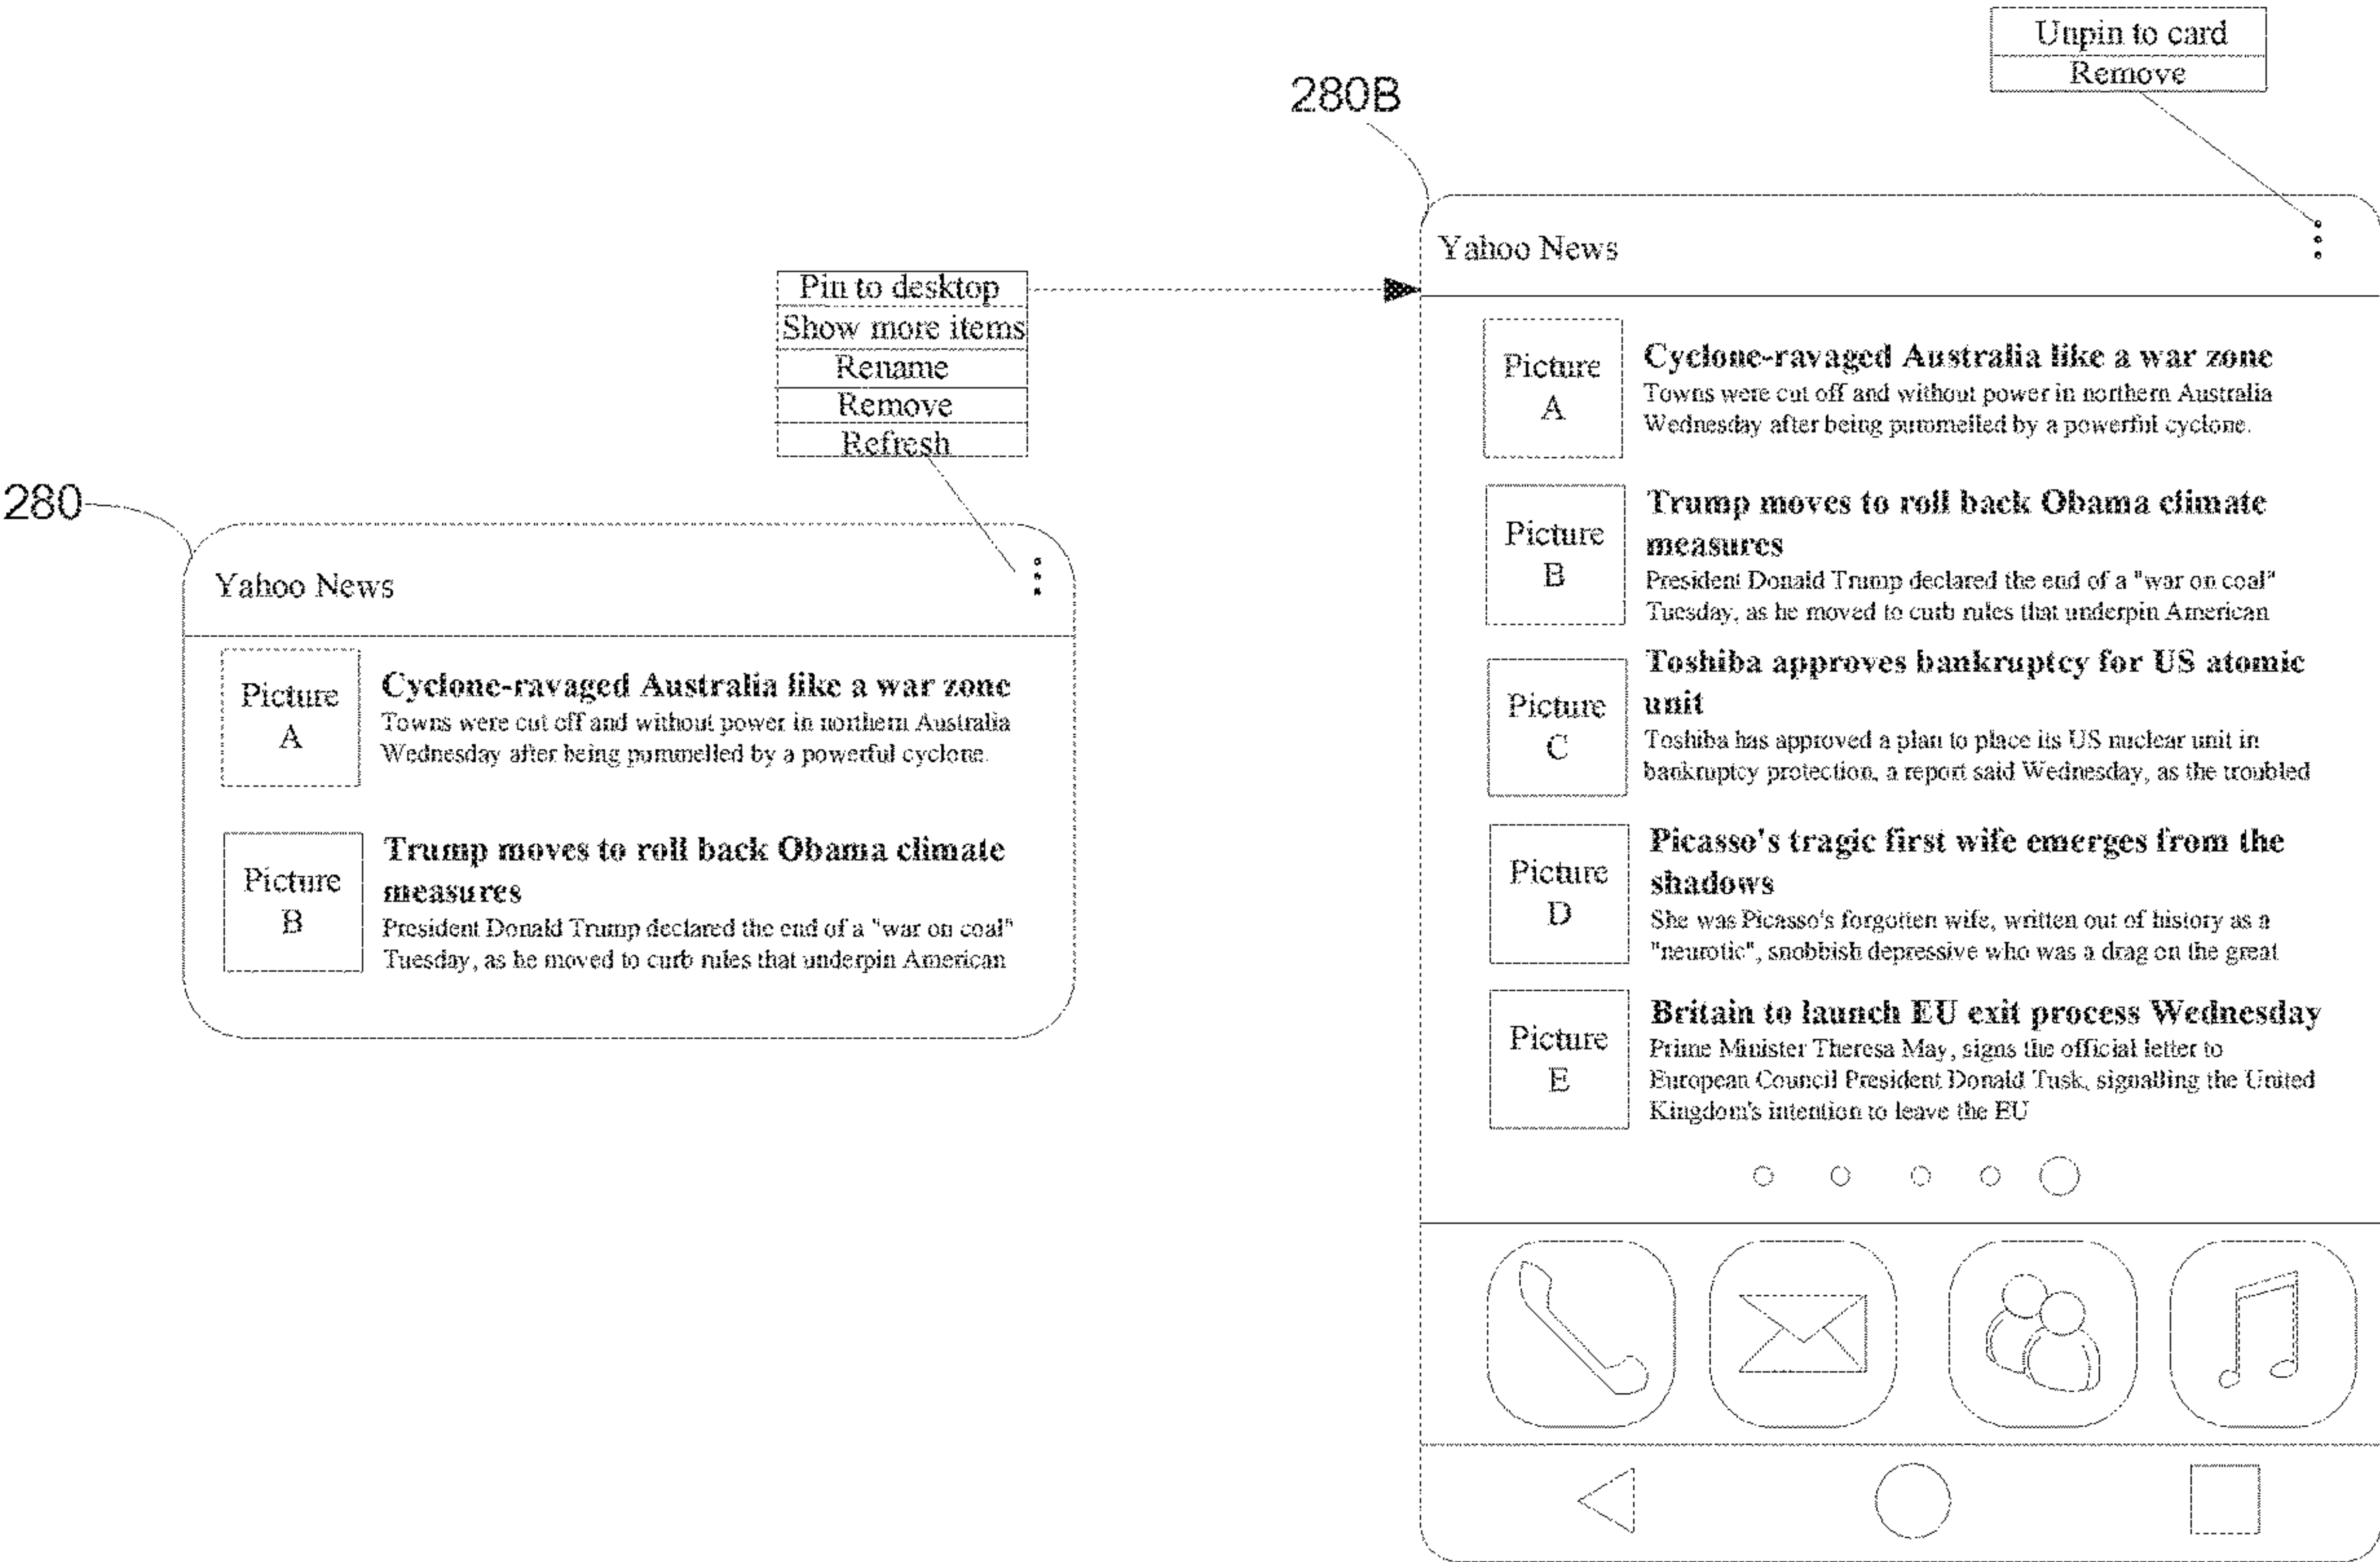 Unpin to card
Remove
280B
Yahoo News
Pin to desktop
Show more items
Rename
Remove
Refresh
280
Yahoo News
Picture
A
Cyclone-ravaged Australia like a war zone
Towns were cut off and without power in northern Australia
Wednesday after being pummelled by a powerful cyclone.
Picture
B
Trump moves to roll back Obama climate
measures
President Donald Trump declared the end of a "war on coal"
Tuesday, as he moved to curb rules that underpin American
Picture
A
Cyclone-ravaged Australia like a war zone
Towns were cut off and without power in northern Australia
Wednesday after being pummelled by a powerful cyclone.
Picture
B
Trump moves to roll back Obama climate
measures
President Donald Trump declared the end of a "war on coal"
Tuesday, as he moved to curb rules that underpin American
Picture
C
Toshiba approves bankruptcy for US atomic
unit
Toshiba has approved a plan to place its US nuclear unit in
bankruptcy protection, a report said Wednesday, as the troubled
Picture
D
Picasso's tragic first wife emerges from the
shadows
She was Picasso's forgotten wife, written out of history as a
"neurotic", snobbish depressive who was a drag on the great
Picture
E
Britain to launch EU exit process Wednesday
Prime Minister Theresa May, signs the official letter to
European Council President Donald Tusk, signalling the United
Kingdom's intention to leave the EU